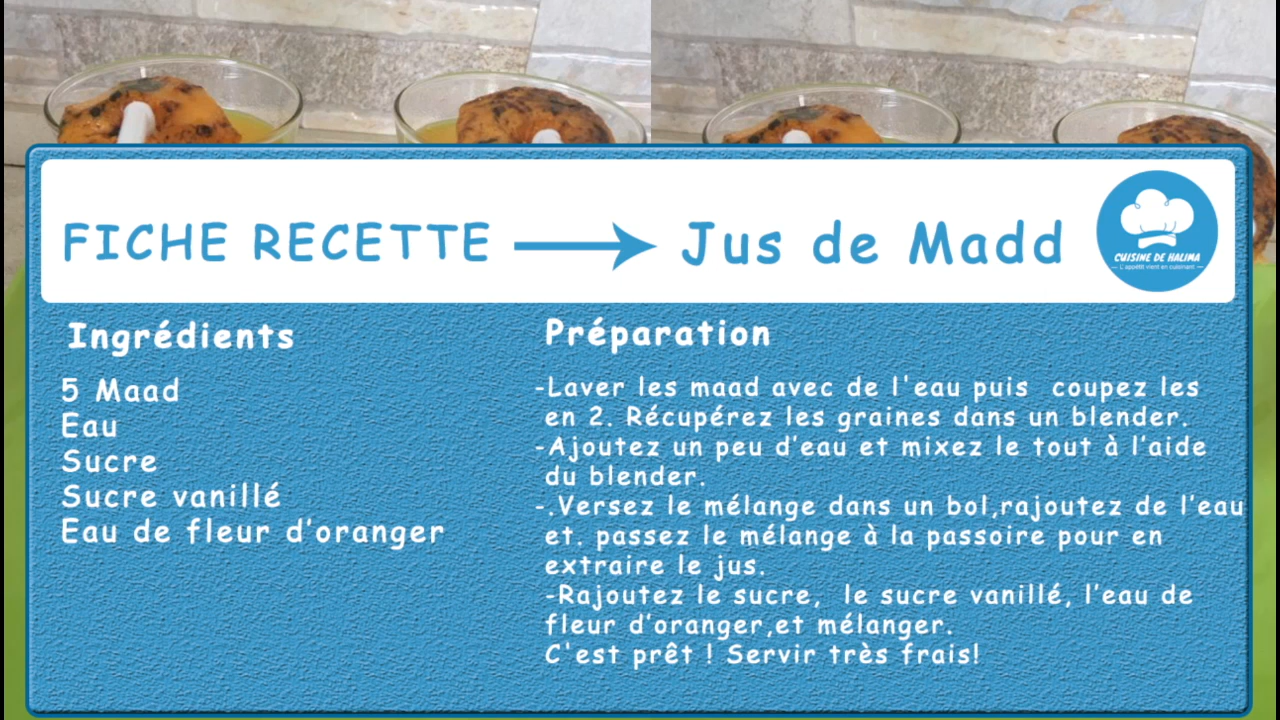 FICHE RECETTE
Jus de Madd
CUISINE DE HALIMA
L'appétit vient en cuisinant
Ingrédients
5 Maad
Eau
Sucre
Sucre vanillé
Eau de fleur d'oranger
Préparation
-Laver les maad avec de l'eau puis coupez les
en 2. Récupérez les graines dans un blender.
-Ajoutez un peu d'eau et mixez le tout à l'aide
du blender.
-.Versez le mélange dans un bol,rajoutez de l'eau
et. passez le mélange à la passoire pour en
extraire le jus.
-Rajoutez le sucre, le sucre vanillé, l'eau de
fleur d'oranger,et mélanger.
C'est prêt ! Servir très frais!